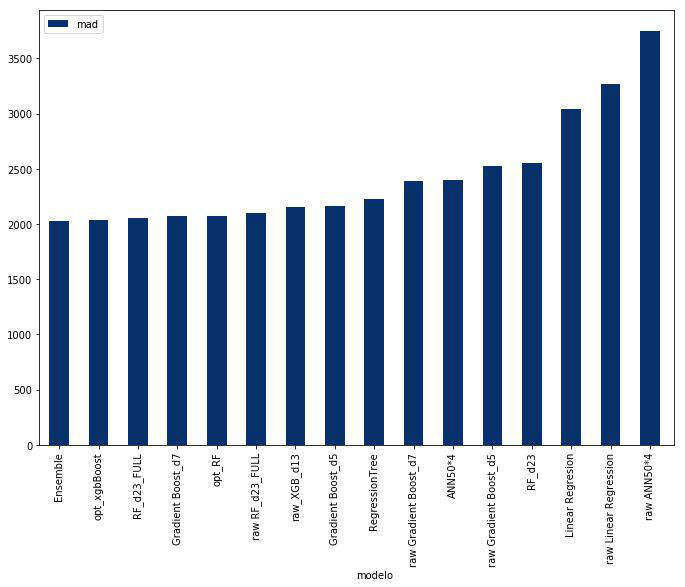 mad
3500
3000
2500
2000
1500
1000
500
0
Ensemble
opt_xgbBoost
RF_d23_FULL
Gradient Boost_d7
opt_RF
raw RF_d23_FULL
raw_XGB_d13
Gradient Boost_d5
RegressionTree
raw Gradient Boost_d7
ANN50*4
raw Gradient Boost_d5
RF_d23
Linear Regresion
raw Linear Regression
raw ANN50*4
modelo